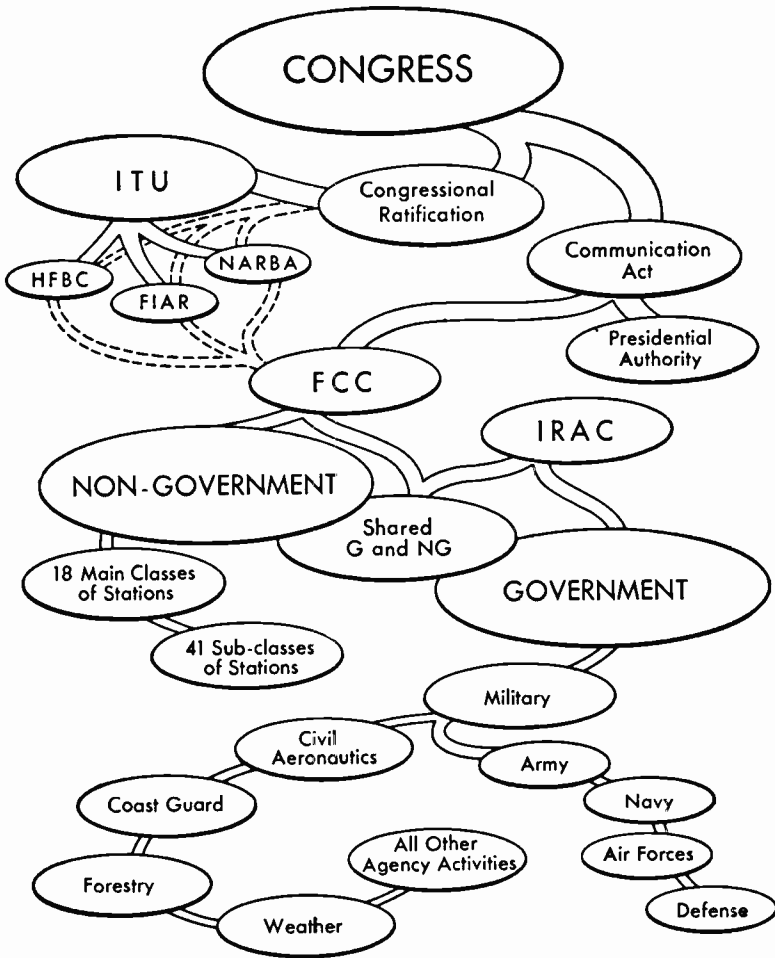 CONGRESS
ITU
Congressional
Ratification
HFBC
FIAR
NARBA
Communication
Act
Presidential
Authority
FCC
IRAC
NON-GOVERNMENT
Shared
G and NG
GOVERNMENT
18 Main Classes
of Stations
41 Sub-classes
of Stations
Military
Civil
Aeronautics
Army
Coast Guard
Navy
All Other
Agency Activities
Air Forces
Forestry
Weather
Defense